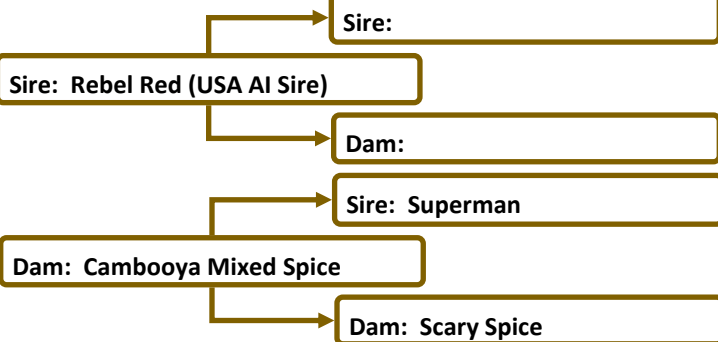 Sire:
Sire: Rebel Red (USA AI Sire)
Dam:
Sire: Superman
Dam: Cambooya Mixed Spice
Dam: Scary Spice